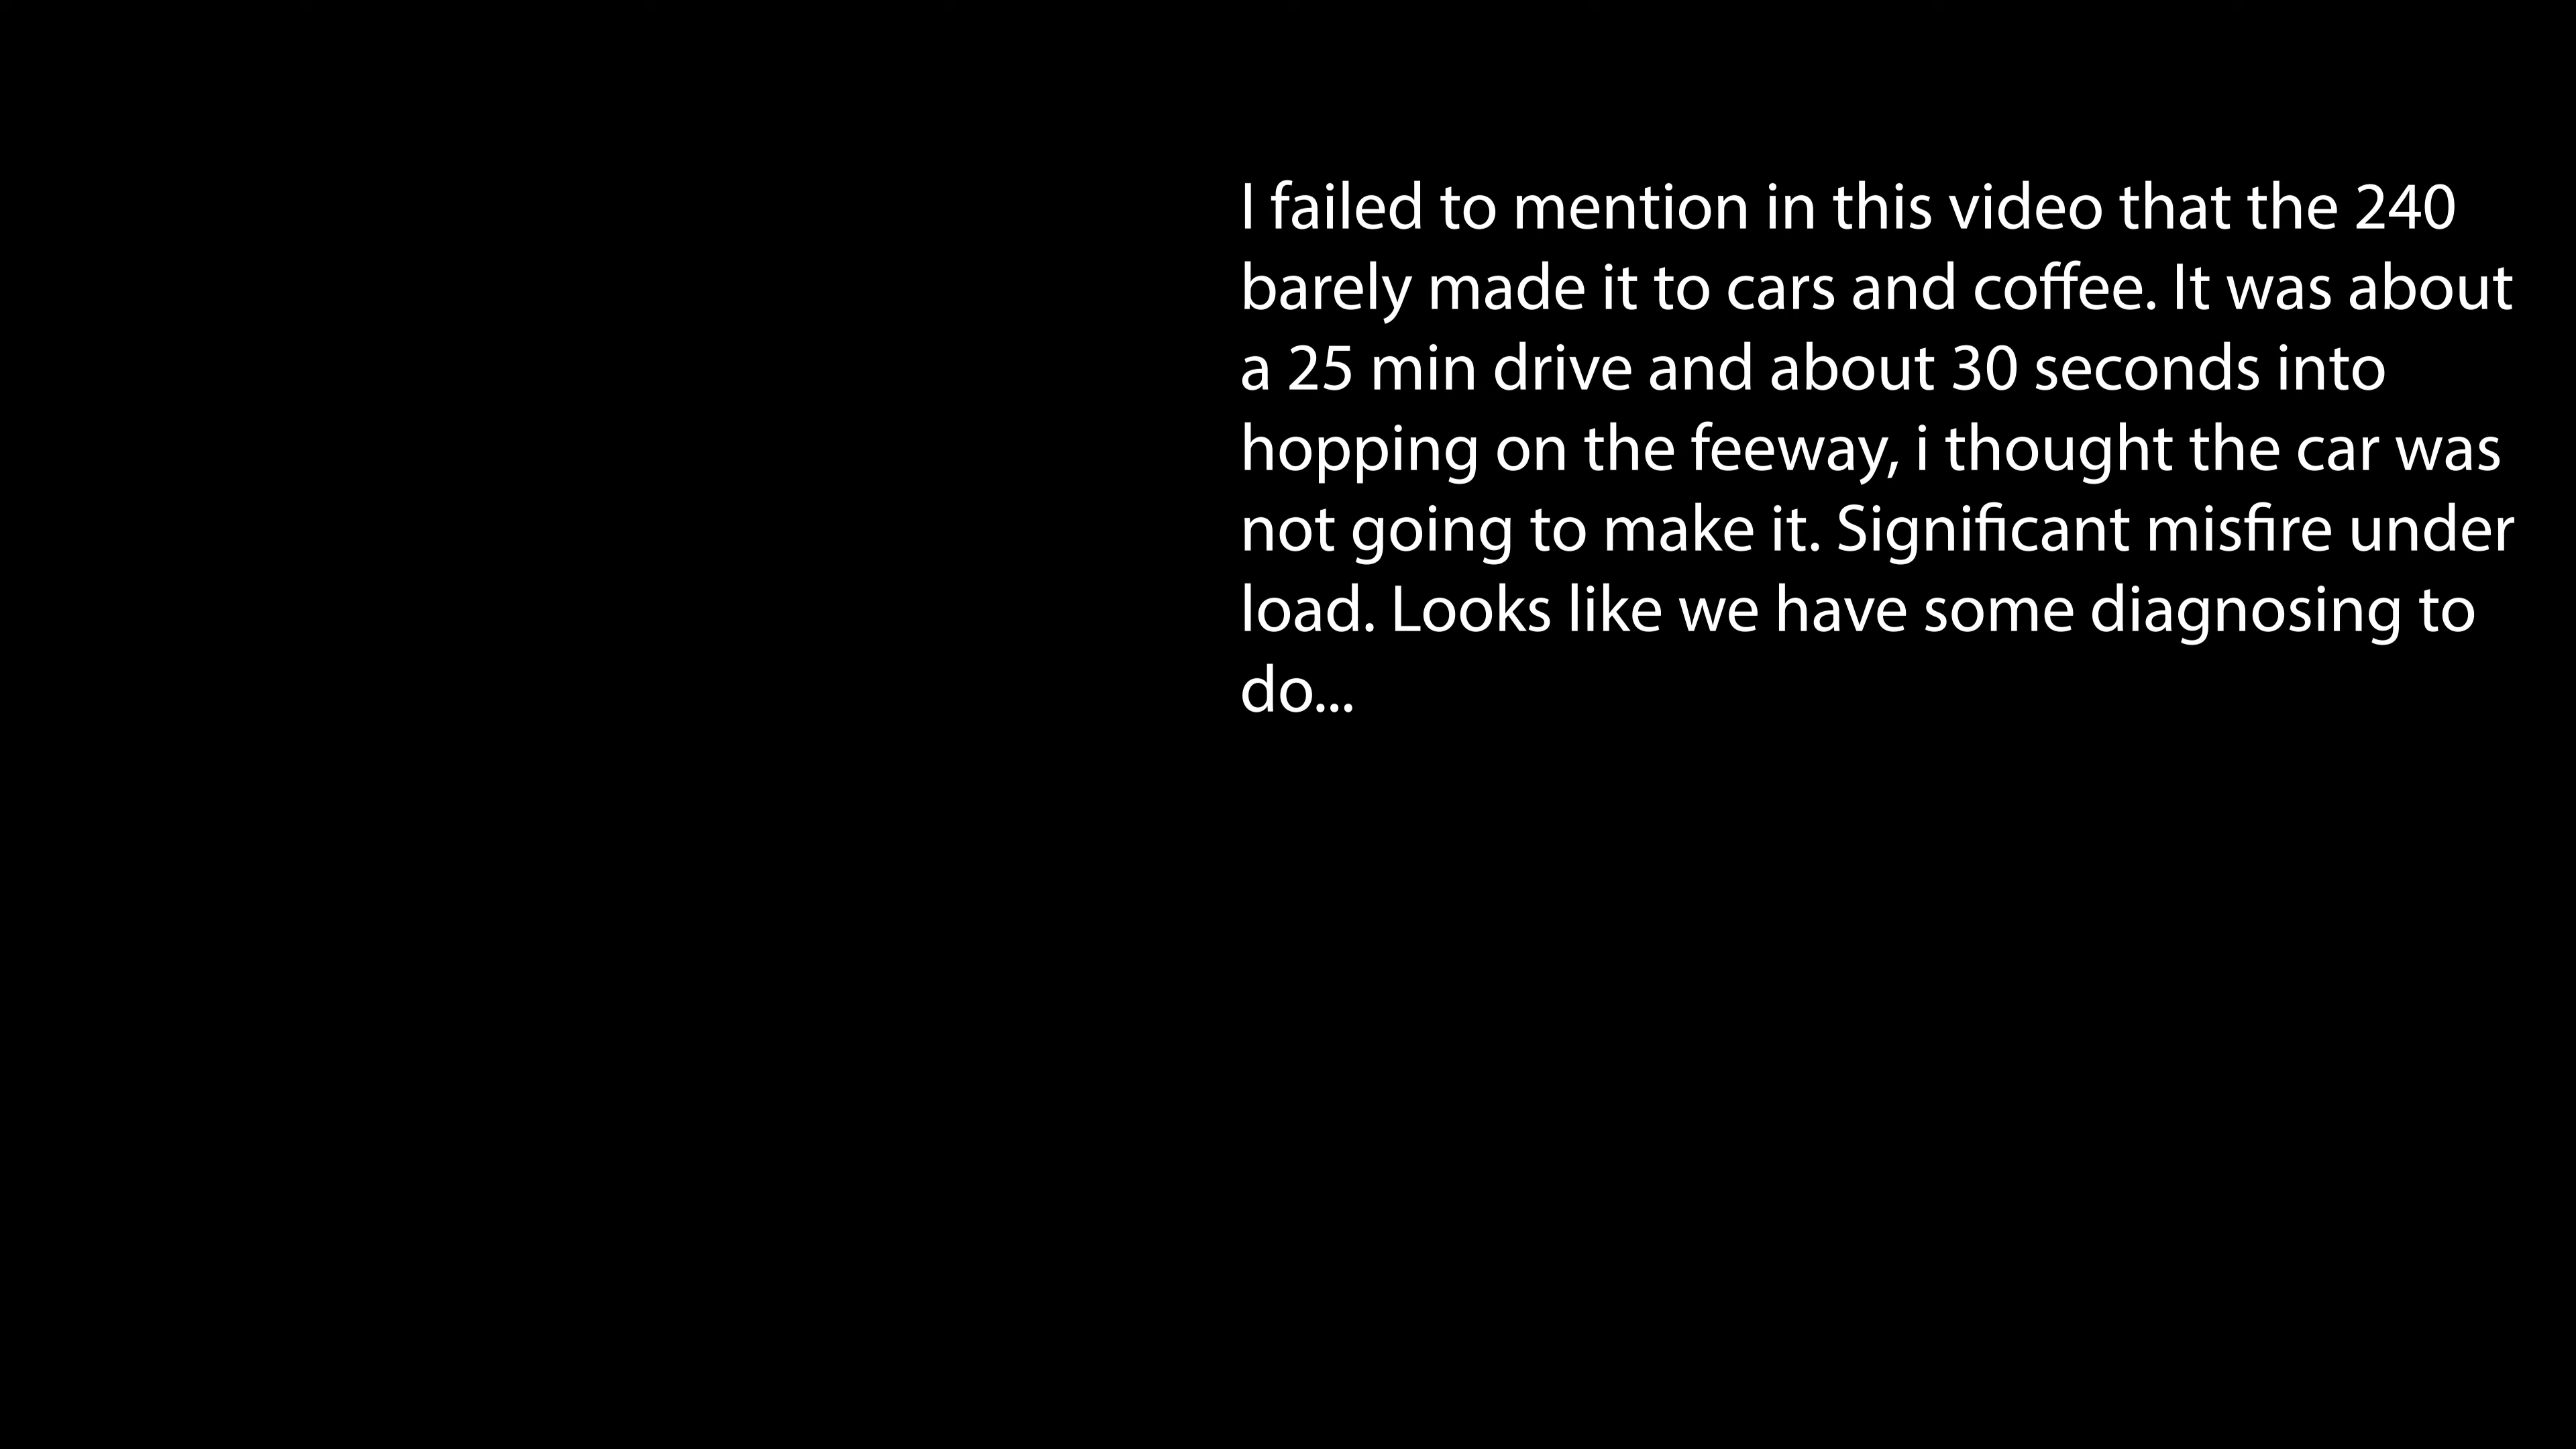 I failed to mention in this video that the 240
barely made it to cars and coffee. It was about
a 25 min drive and about 30 seconds into
hopping on the feeway, i thought the car was
not going to make it. Significant misfire under
load. Looks like we have some diagnosing to
do...